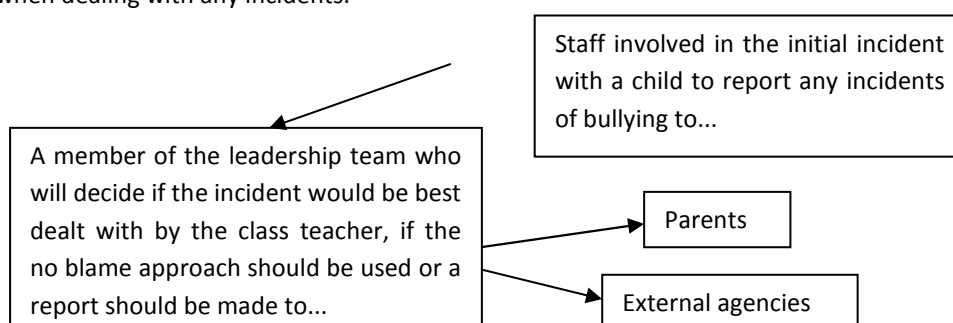 when dealing with any incidents.
Staff involved in the initial incident
with a child to report any incidents
of bullying to...
A member of the leadership team who
will decide if the incident would be best
dealt with by the class teacher, if the
no blame approach should be used or a
report should be made to...
Parents
External agencies